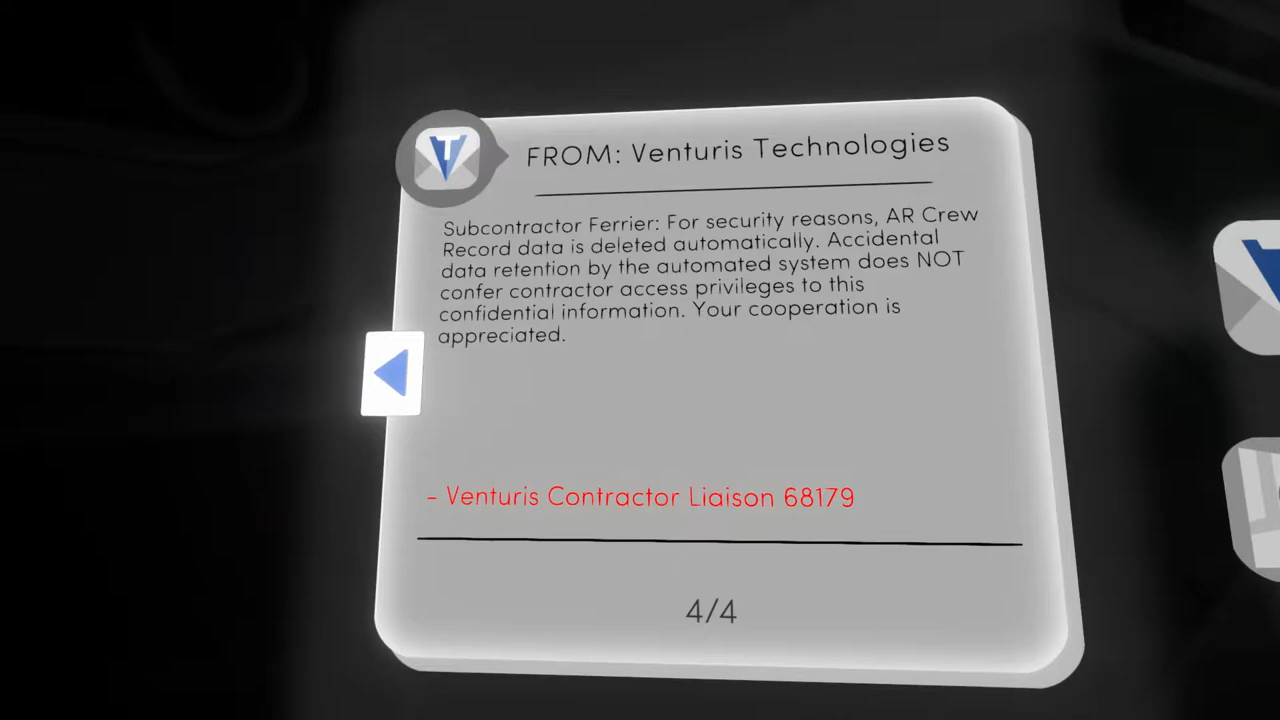 FROM: Venturis Technologies
Subcontractor Ferrier: For security reasons, AR Crew
Record data is deleted automatically. Accidental
data retention by the automated system does NOT
confer contractor access privileges to this
confidential information. Your cooperation is
appreciated.
- Venturis Contractor Liaison 68179
4/4